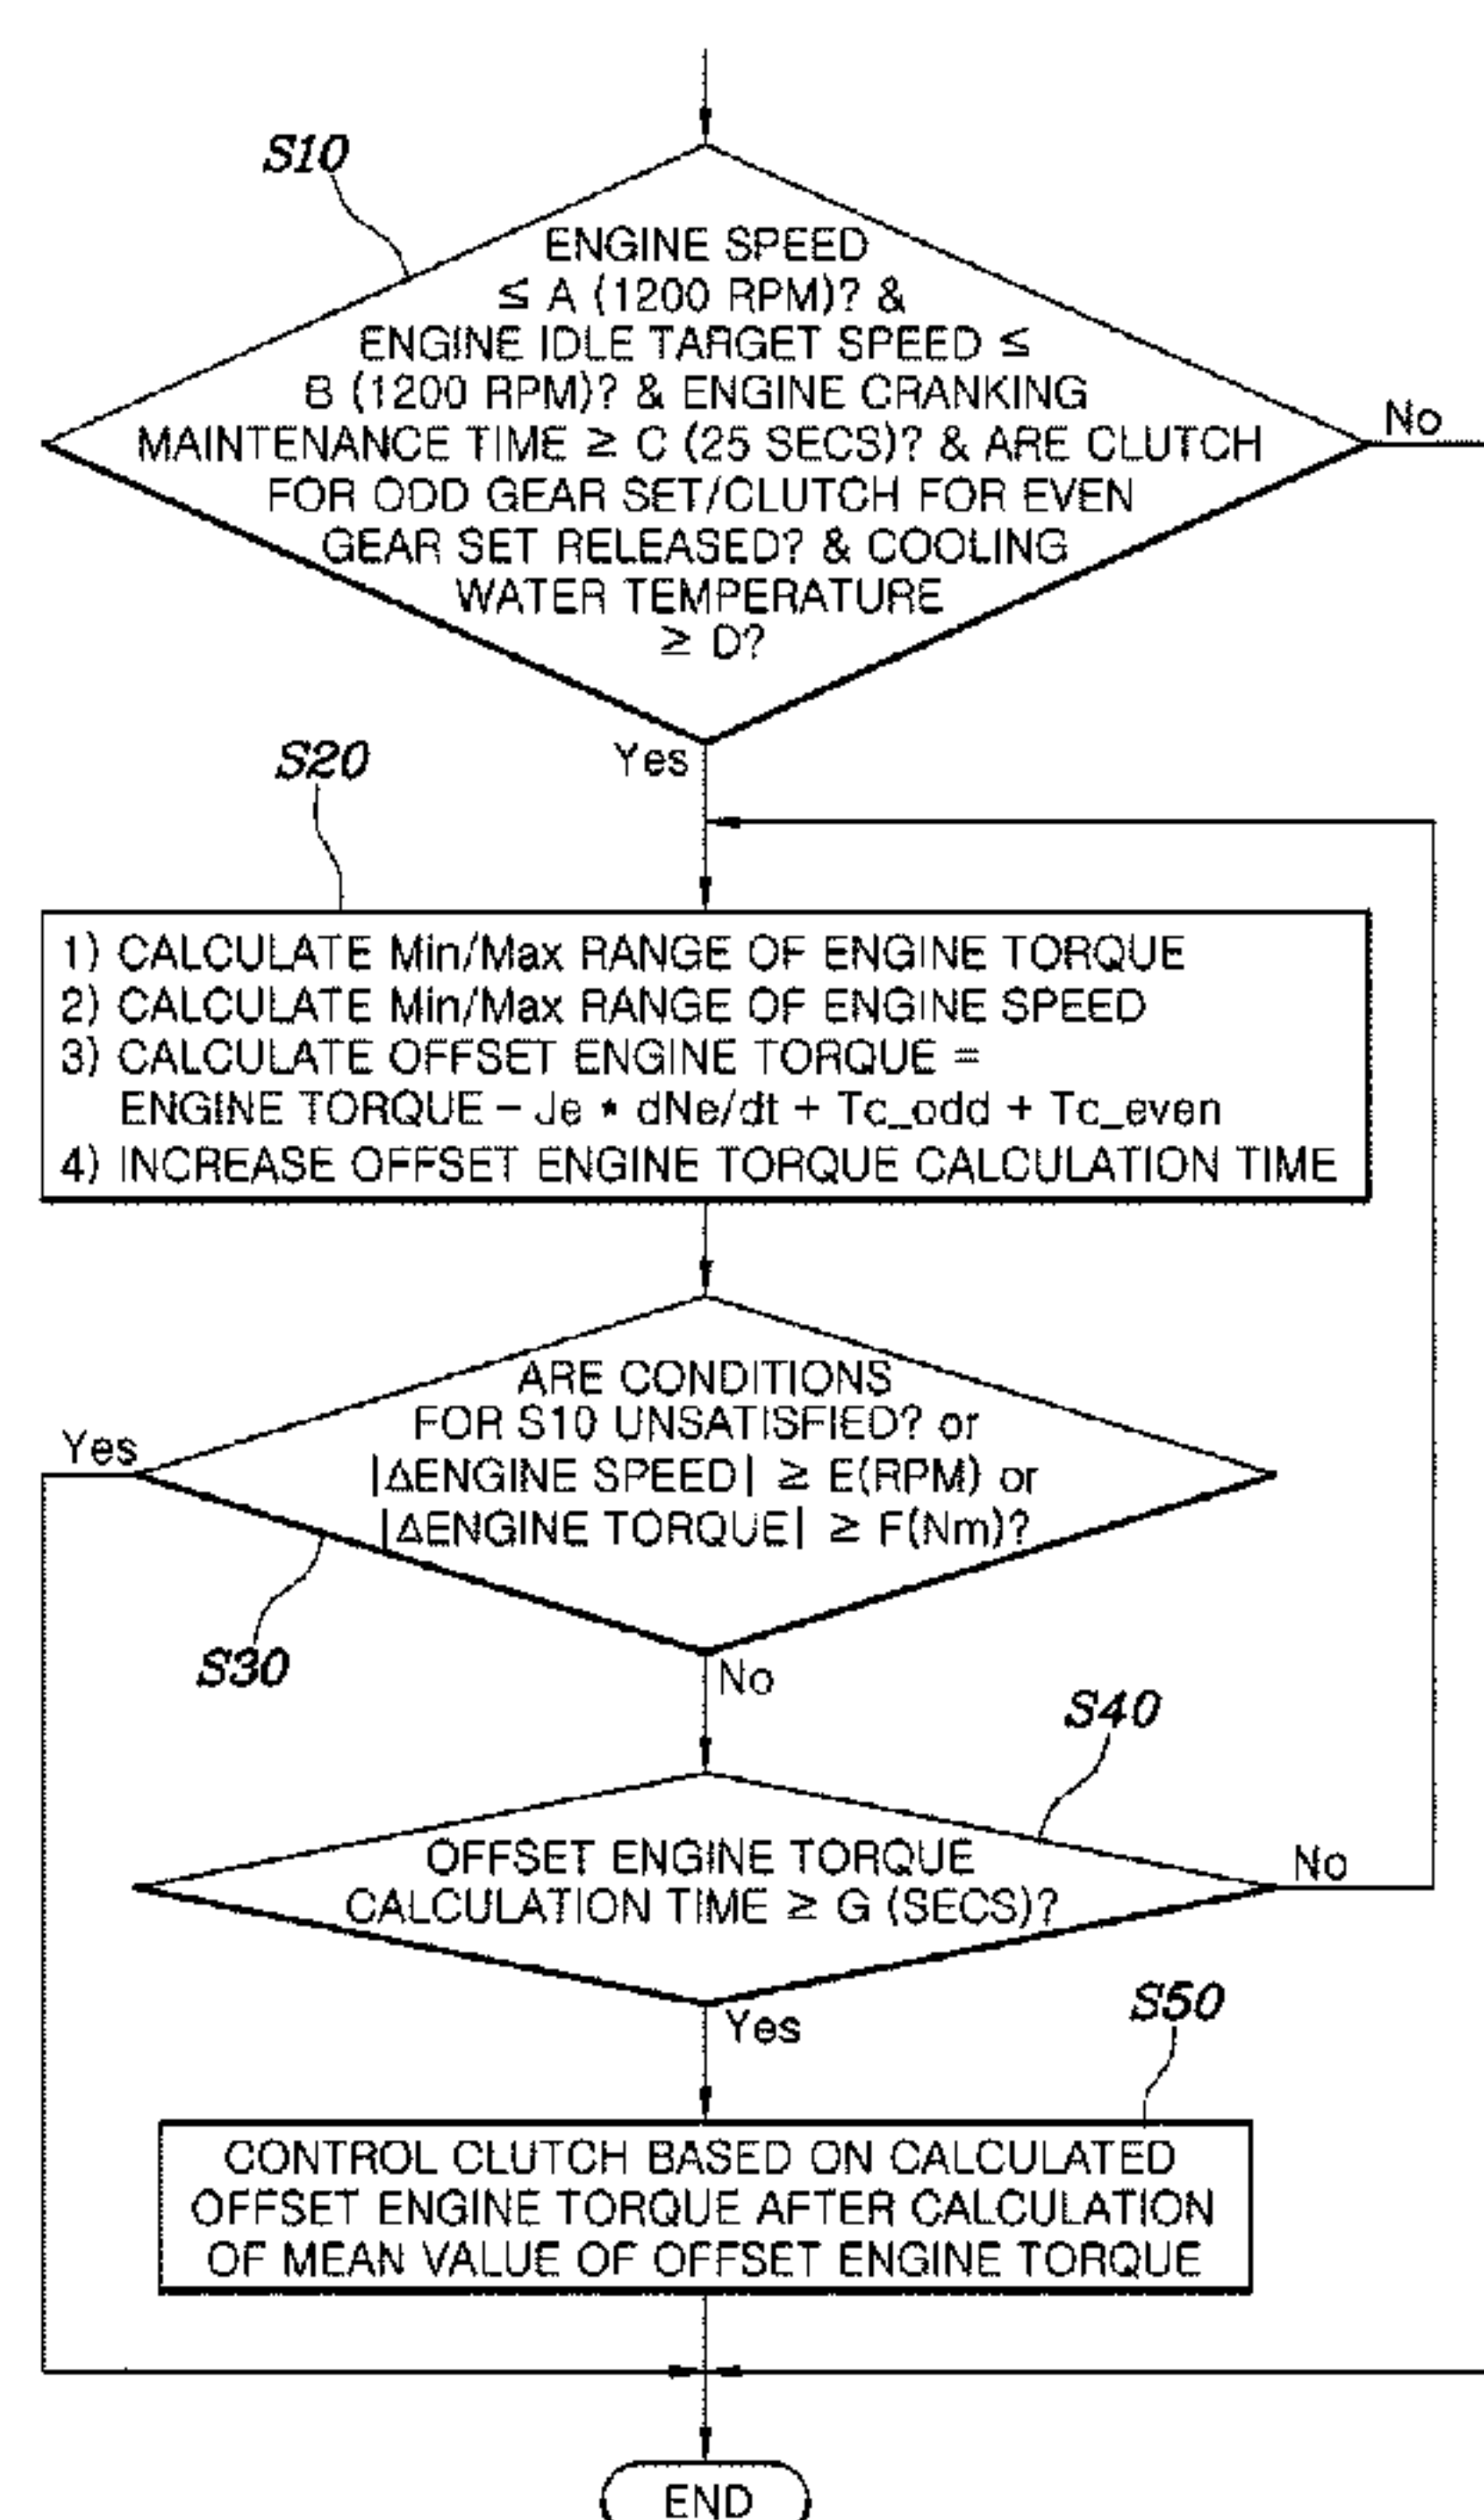 S10
ENGINE SPEED
≤ A (1200 RPM)? &
ENGINE IDLE TARGET SPEED ≤
B (1200 RPM)? & ENGINE CRANKING
MAINTENANCE TIME ≥ C (25 SECS)? & ARE CLUTCH
FOR ODD GEAR SET/CLUTCH FOR EVEN
GEAR SET RELEASED? & COOLING
WATER TEMPERATURE
≥ D?
No
Yes
S20
1) CALCULATE Min/Max RANGE OF ENGINE TORQUE
2) CALCULATE Min/Max RANGE OF ENGINE SPEED
3) CALCULATE OFFSET ENGINE TORQUE =
ENGINE TORQUE – Je * dNe/dt + Tc_odd + Tc_even
4) INCREASE OFFSET ENGINE TORQUE CALCULATION TIME
ARE CONDITIONS
FOR S10 UNSATISFIED? or
|ΔENGINE SPEED| ≥ E(RPM) or
|ΔENGINE TORQUE| ≥ F(Nm)?
Yes
S30
No
S40
OFFSET ENGINE TORQUE
CALCULATION TIME ≥ G (SECS)?
No
Yes
S50
CONTROL CLUTCH BASED ON CALCULATED
OFFSET ENGINE TORQUE AFTER CALCULATION
OF MEAN VALUE OF OFFSET ENGINE TORQUE
END